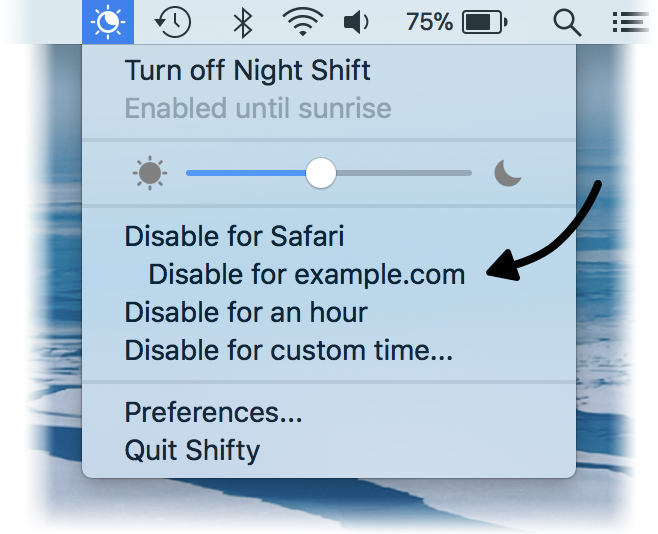 75%
Turn off Night Shift
Enabled until sunrise
Disable for Safari
Disable for example.com
Disable for an hour
Disable for custom time...
Preferences...
Quit Shifty